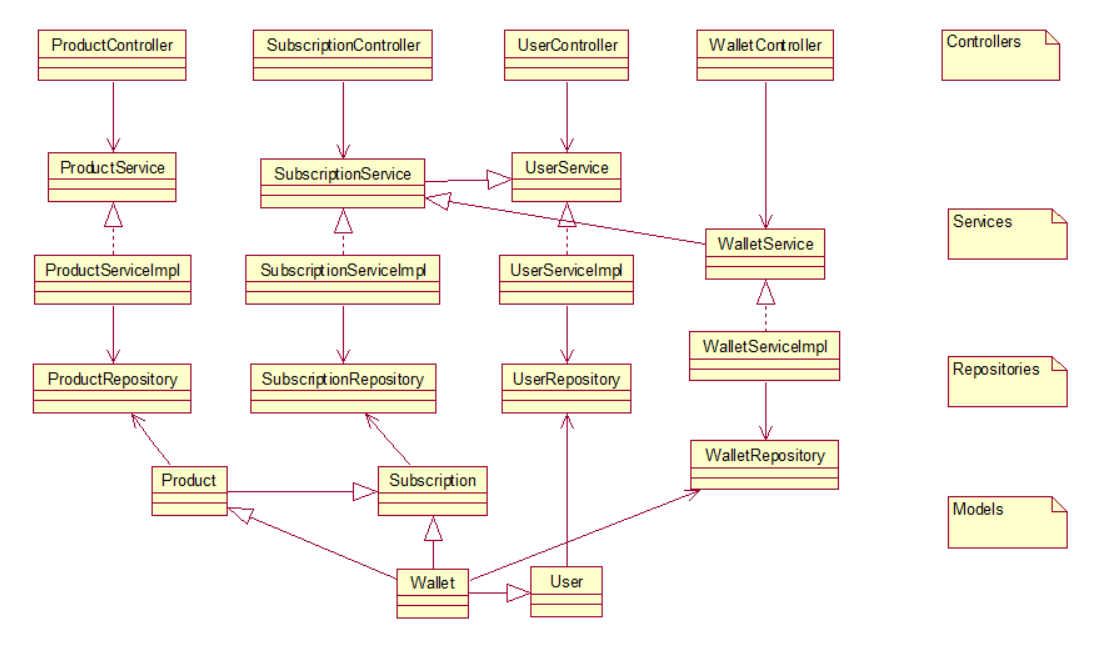 ProductController
SubscriptionController
UserController
WalletController
Controllers
ProductService
SubscriptionService
UserService
WalletService
Services
ProductServiceImpl
SubscriptionServiceImpl
UserServiceImpl
WalletServiceImpl
Repositories
ProductRepository
SubscriptionRepository
UserRepository
WalletRepository
Product
Subscription
Models
Wallet
User